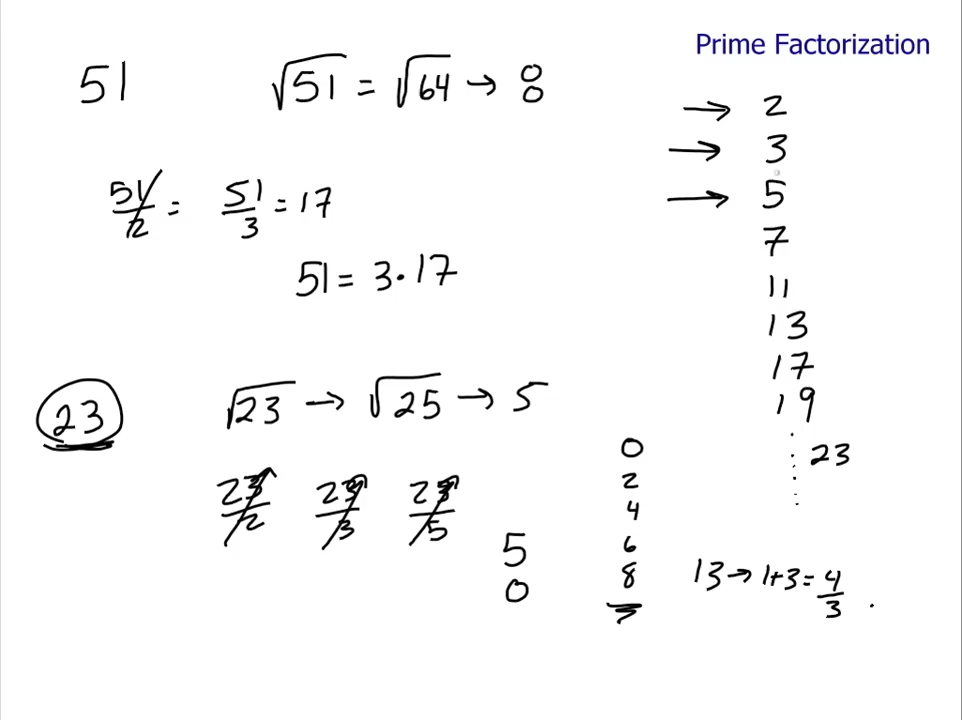 Prime Factorization
51 √51 = √64 → 8
51/2 = 51/3 = 17
51 = 3 · 17
23 √23 → √25 → 5
23/2 23/3 23/5
5
0
0
2
4
6
8
13 → 1+3 = 4/3 .
→ 2
→ 3
→ 5
7
11
13
17
19
23